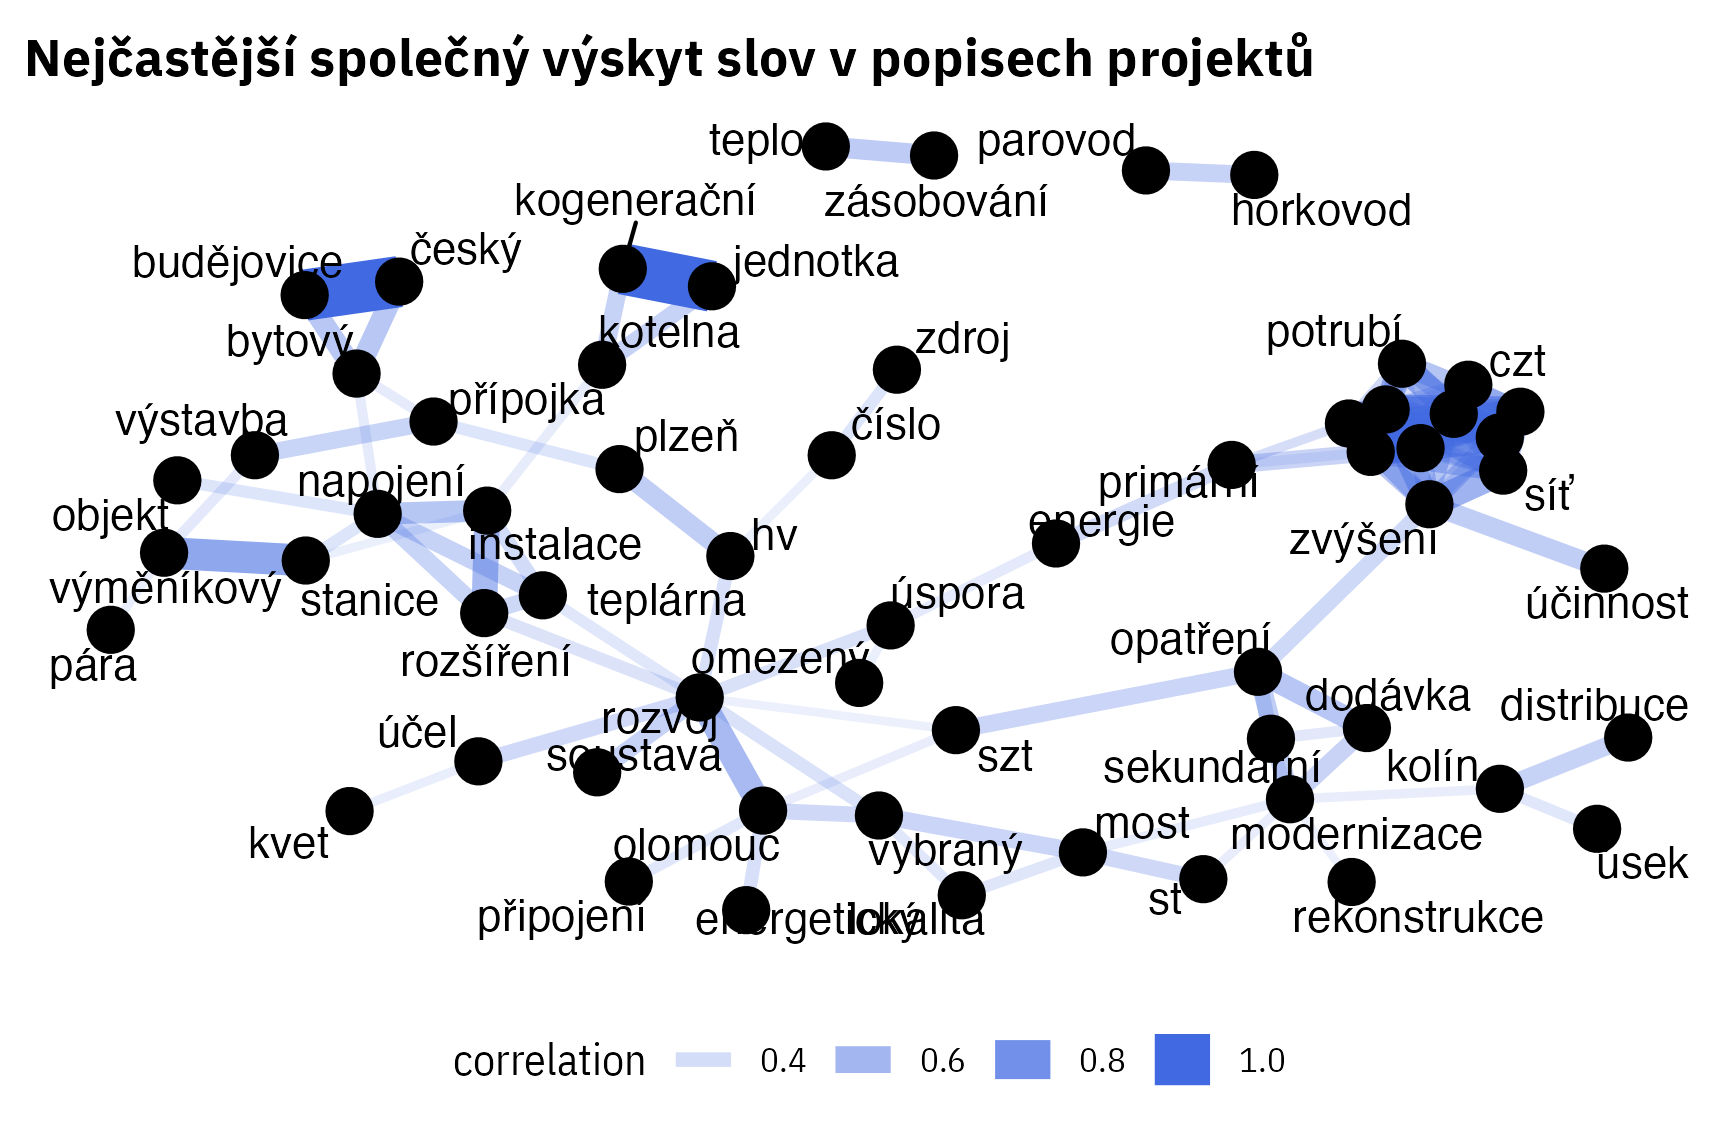 Nejčastější společný výskyt slov v popisech projektů
teplo
parovod
kogenerační
zásobování
horkovod
budějovice
český
jednotka
bytový
kotelna
zdroj
potrubí
czt
výstavba
přípojka
plzeň
číslo
napojení
primární
síť
objekt
instalace
hv
energie
zvýšení
výměníkový
stanice
teplárna
úspora
účinnost
pára
rozšíření
omezený
opatření
účel
rozvoj
dodávka
distribuce
soustava
szt
sekundární
kolín
kvet
olomouc
vybraný
most
modernizace
úsek
připojení
energetický
lokalita
st
rekonstrukce
correlation 0.4 0.6 0.8 1.0